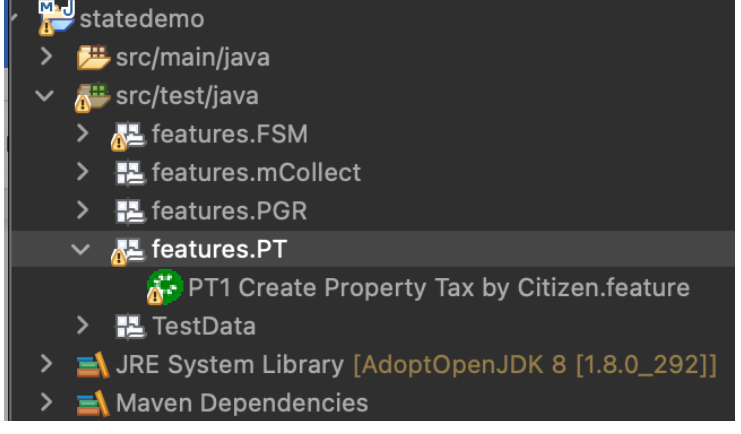 statedemo
src/main/java
src/test/java
features.FSM
features.mCollect
features.PGR
features.PT
PT1 Create Property Tax by Citizen.feature
TestData
JRE System Library [AdoptOpenJDK 8 [1.8.0_292]]
Maven Dependencies